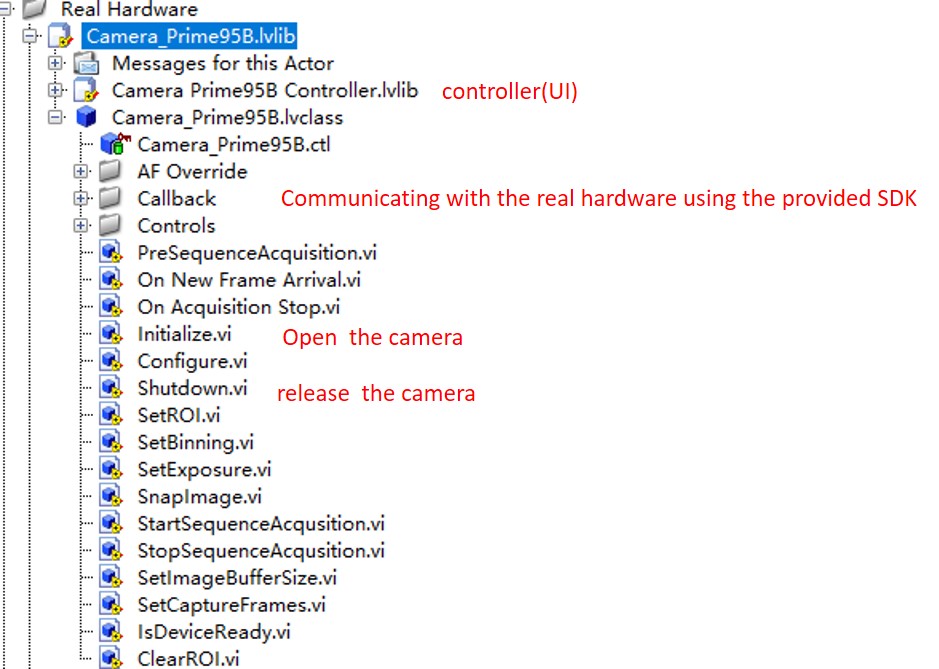 Real Hardware
Camera_Prime95B.lvlib
Messages for this Actor
Camera Prime95B Controller.lvlib controller(UI)
Camera_Prime95B.lvclass
Camera_Prime95B.ctl
AF Override
Callback Communicating with the real hardware using the provided SDK
Controls
PreSequenceAcquisition.vi
On New Frame Arrival.vi
On Acquisition Stop.vi
Initialize.vi Open the camera
Configure.vi
Shutdown.vi release the camera
SetROI.vi
SetBinning.vi
SetExposure.vi
SnapImage.vi
StartSequenceAcqusition.vi
StopSequenceAcqusition.vi
SetImageBufferSize.vi
SetCaptureFrames.vi
IsDeviceReady.vi
ClearROI.vi